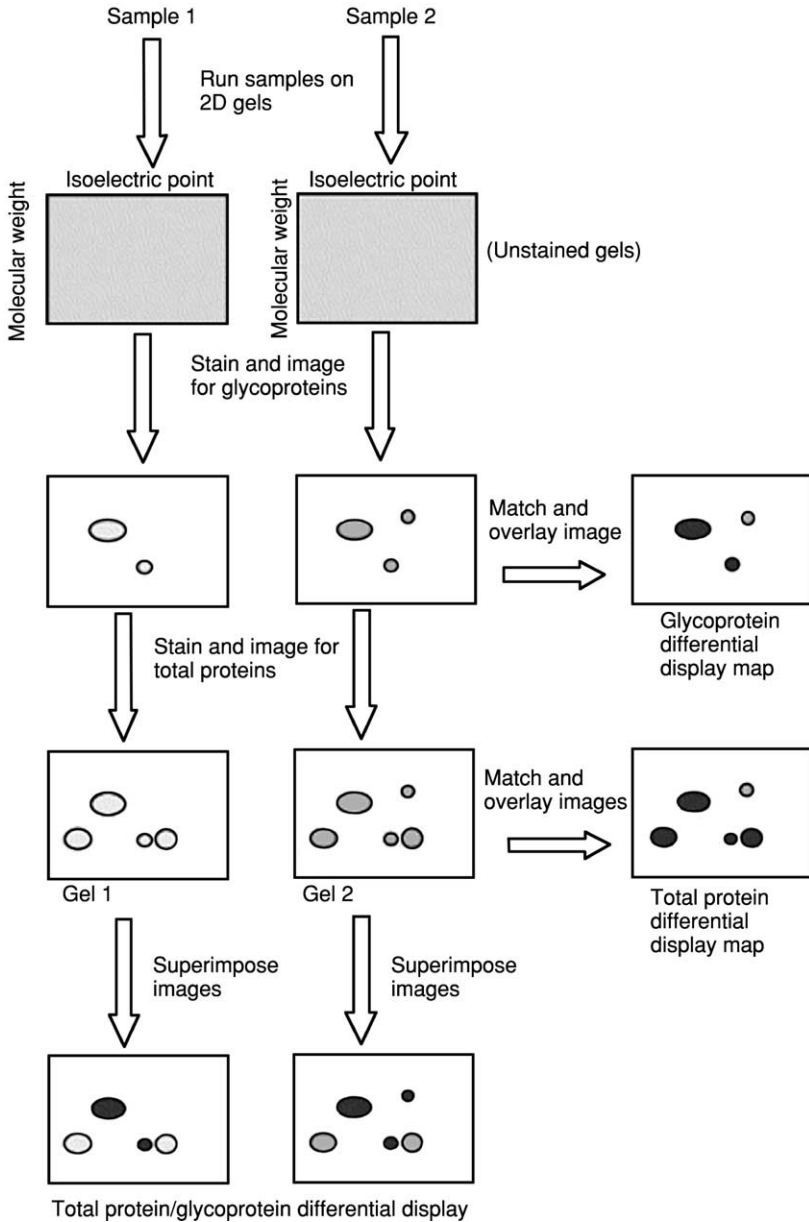 Sample 1
Sample 2
Run samples on
2D gels
Isoelectric point
Isoelectric point
Molecular weight
Molecular weight
(Unstained gels)
Stain and image
for glycoproteins
Match and
overlay image
Glycoprotein
differential
display map
Stain and image for
total proteins
Match and
overlay images
Gel 1
Gel 2
Total protein
differential
display map
Superimpose
images
Superimpose
images
Total protein/glycoprotein differential display